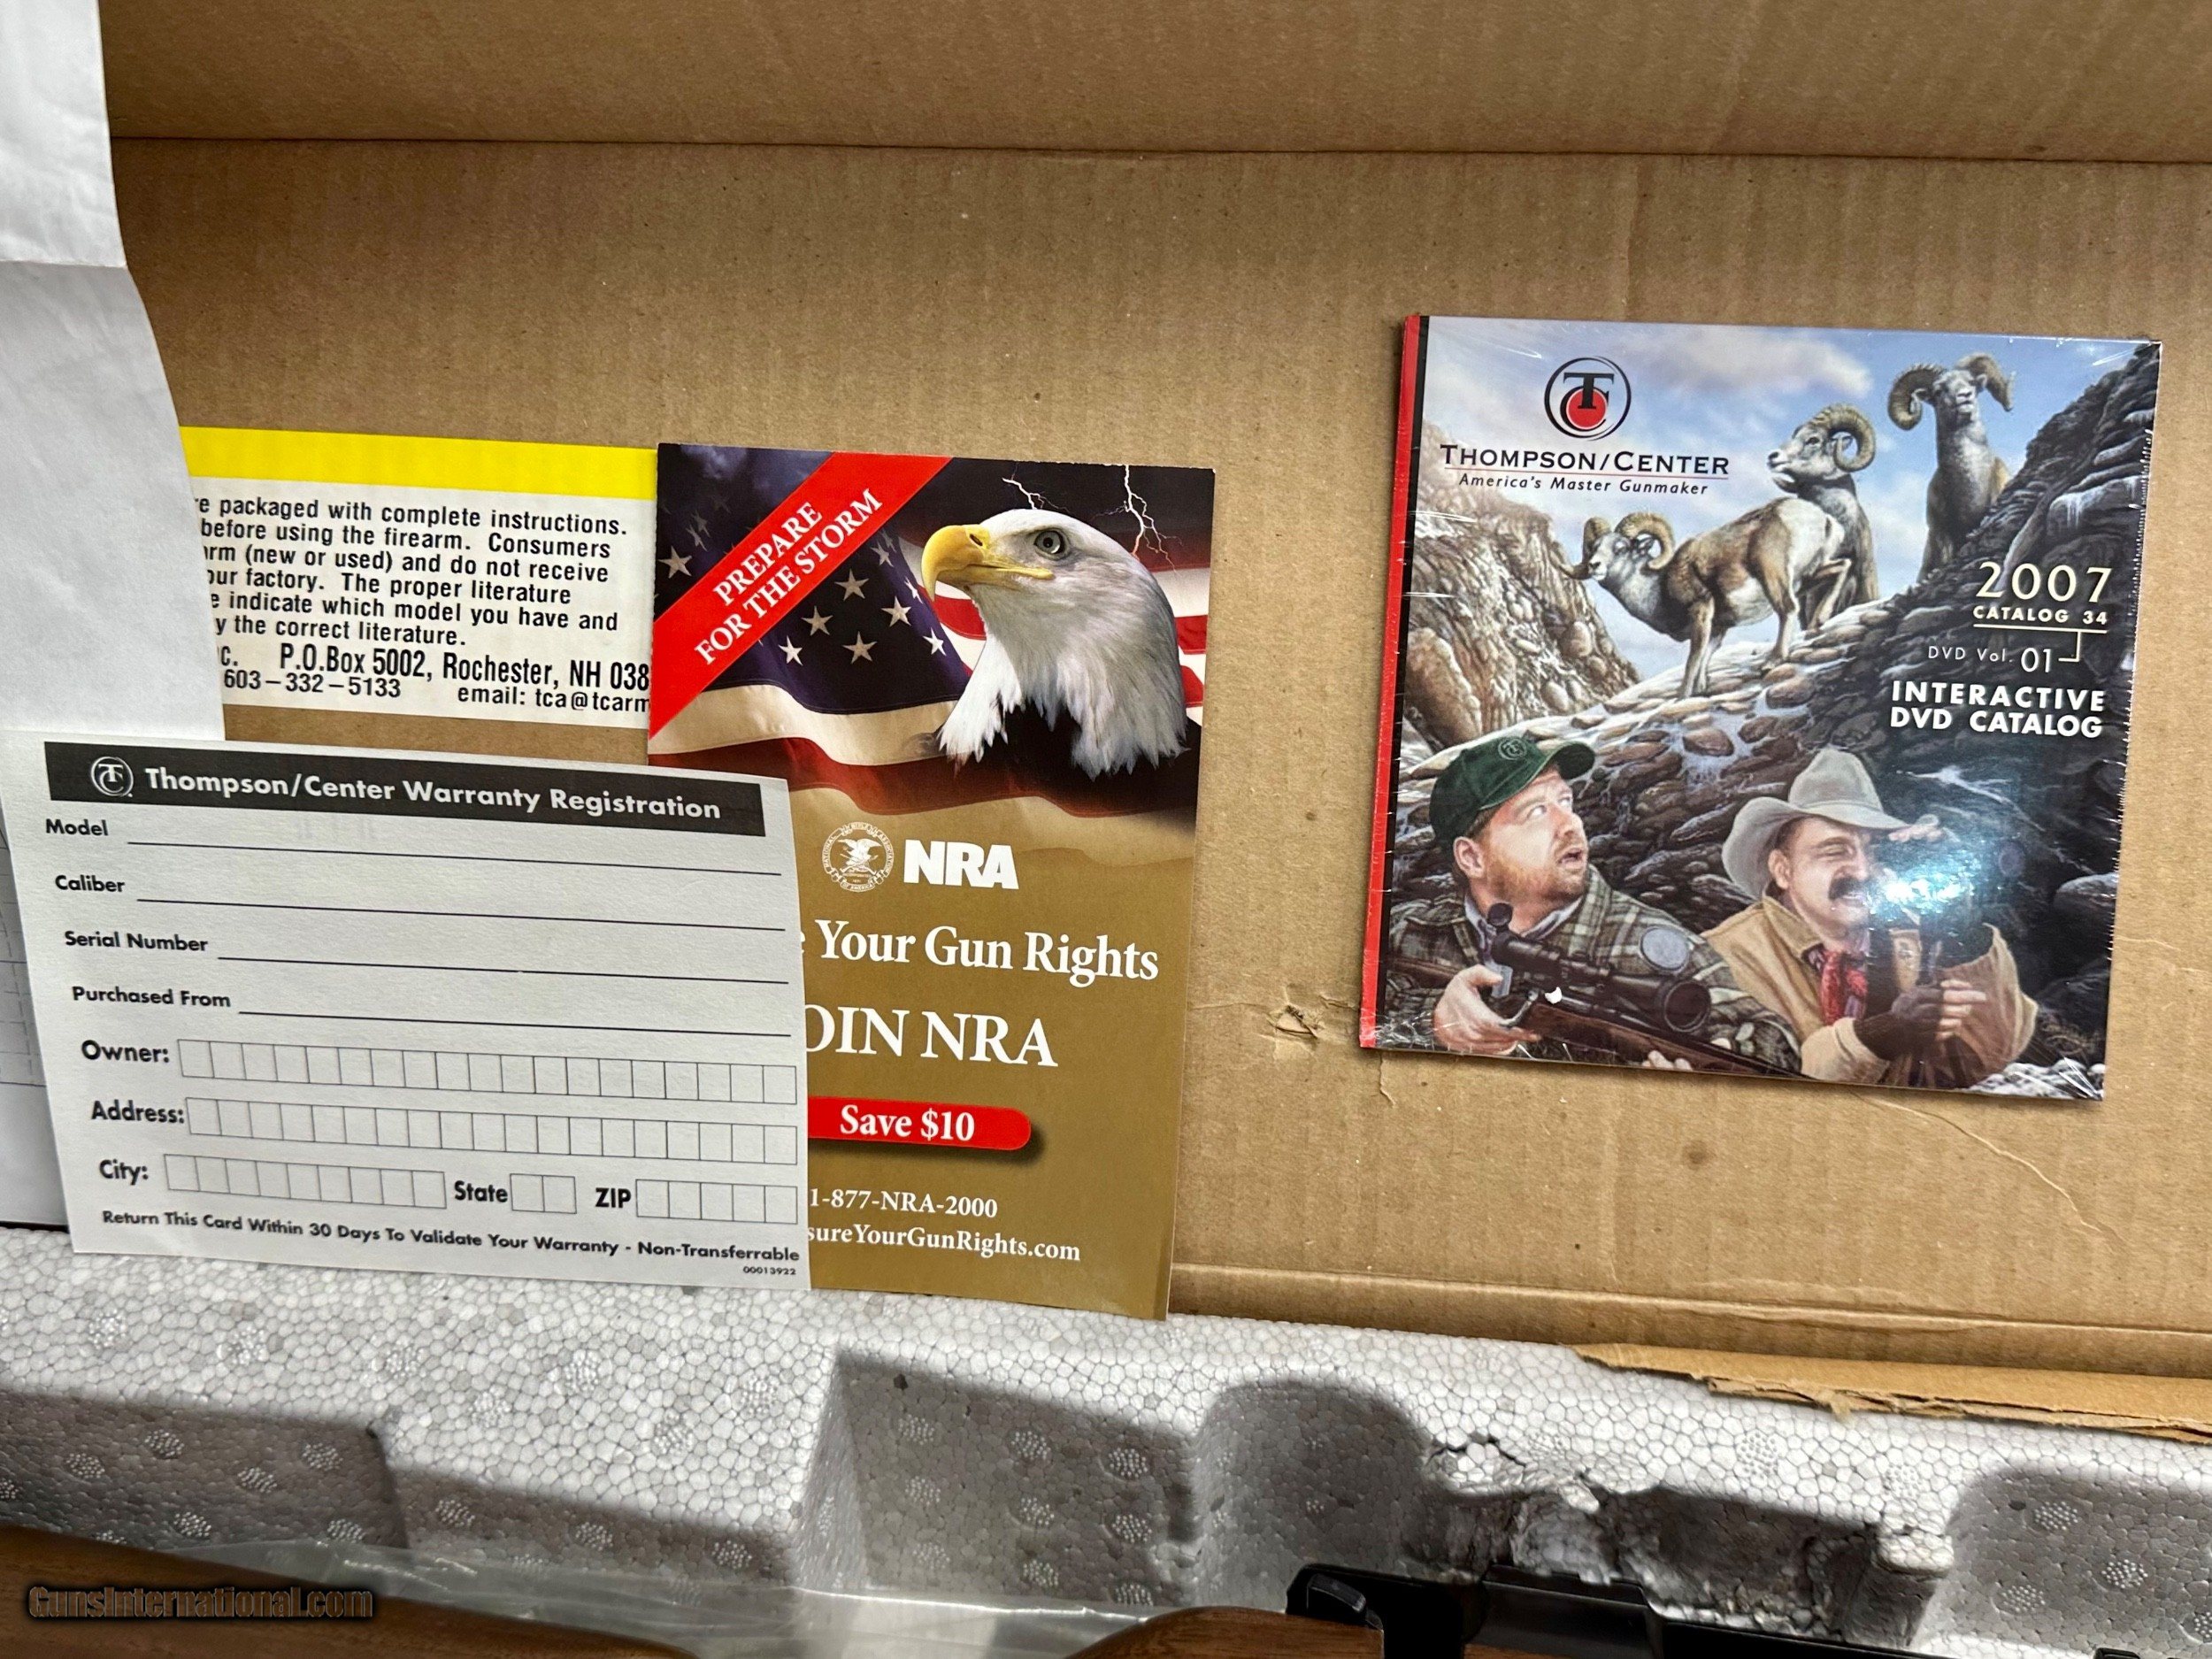 e packaged with complete instructions.
before using the firearm. Consumers
rm (new or used) and do not receive
our factory. The proper literature
e indicate which model you have and
y the correct literature.
c. P.O.Box 5002, Rochester, NH 038
603-332-5133 email: tca@tcarm
PREPARE
FOR THE STORM
NRA
e Your Gun Rights
OIN NRA
Save $10
1-877-NRA-2000
sureYourGunRights.com
TC Thompson/Center Warranty Registration
Model
Caliber
Serial Number
Purchased From
Owner:
Address:
City: State ZIP
Return This Card Within 30 Days To Validate Your Warranty - Non-Transferrable
00013922
TC
THOMPSON/CENTER
America's Master Gunmaker
2007
CATALOG 34
DVD Vol. 01
INTERACTIVE
DVD CATALOG
GunsInternational.com